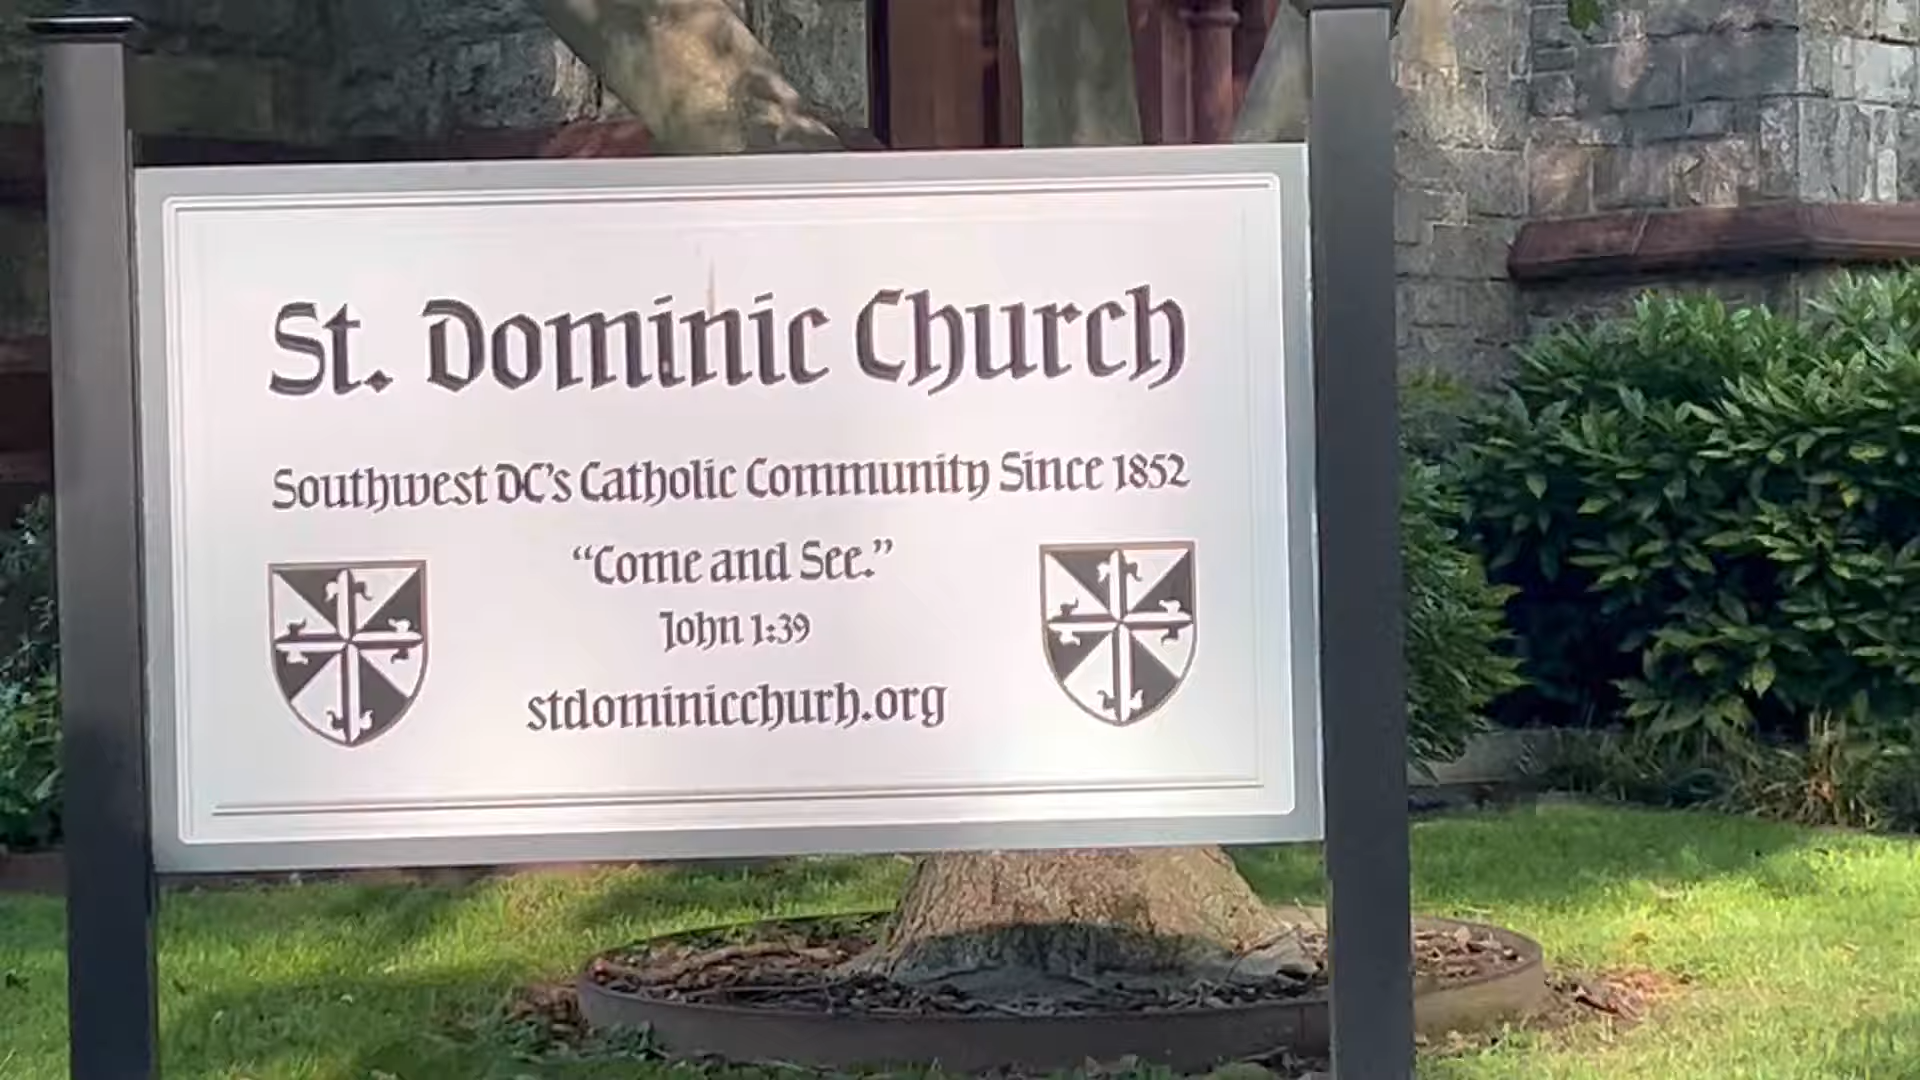 St. Dominic Church
Southwest DC's Catholic Community Since 1852
“Come and See.”
John 1:39
stdominicchurh.org